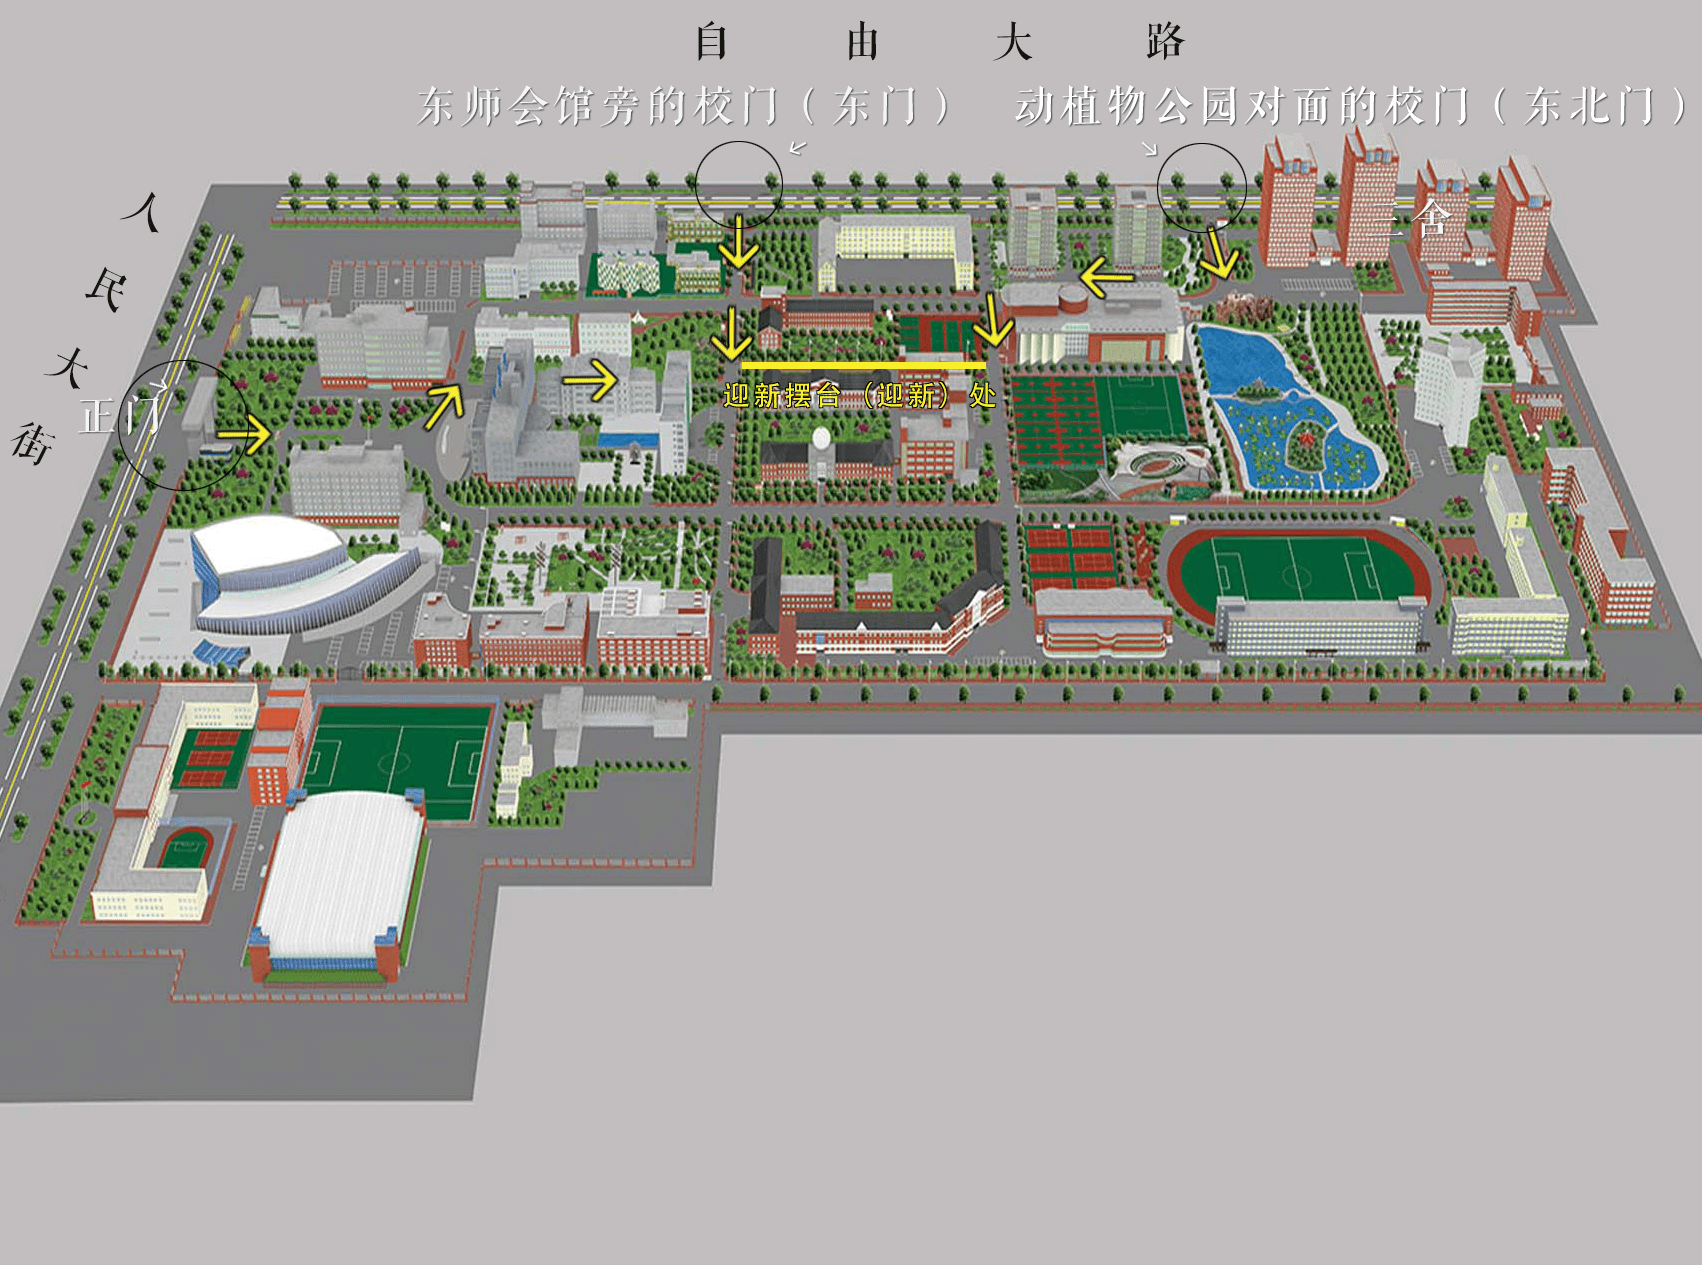 自由大路
东师会馆旁的校门（东门）
动植物公园对面的校门（东北门）
人民大街
三舍
正门
迎新摆台（迎新）处